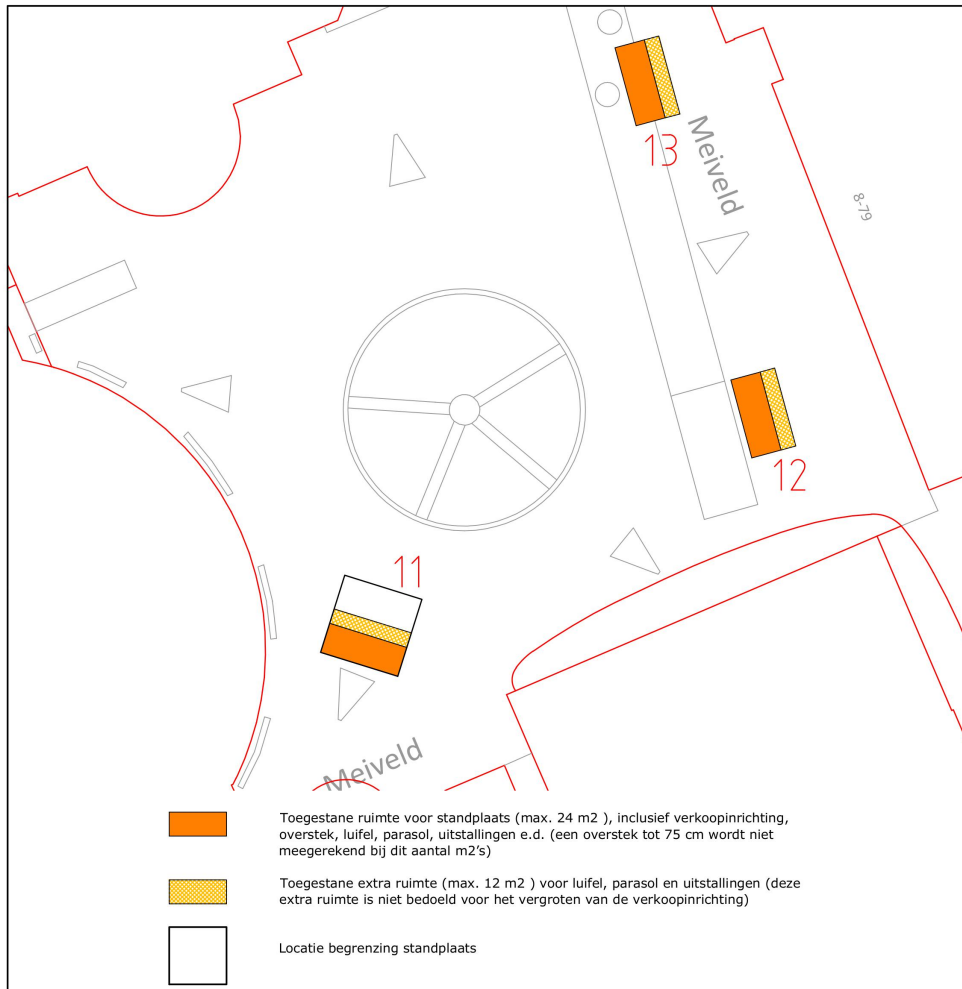 13
Meiveld
8-79
12
11
Meiveld
Toegestane ruimte voor standplaats (max. 24 m2 ), inclusief verkoopinrichting,
overstek, luifel, parasol, uitstallingen e.d. (een overstek tot 75 cm wordt niet
meegerekend bij dit aantal m2's)
Toegestane extra ruimte (max. 12 m2 ) voor luifel, parasol en uitstallingen (deze
extra ruimte is niet bedoeld voor het vergroten van de verkoopinrichting)
Locatie begrenzing standplaats